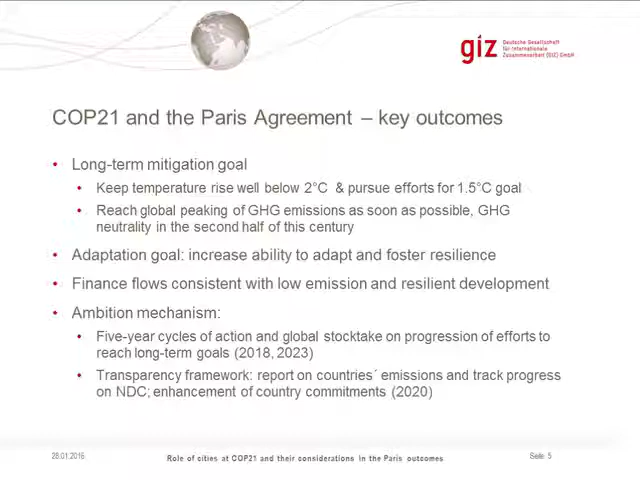 giz
Deutsche Gesellschaft
für Internationale
Zusammenarbeit (GIZ) GmbH
COP21 and the Paris Agreement – key outcomes
• Long-term mitigation goal
• Keep temperature rise well below 2°C & pursue efforts for 1.5°C goal
• Reach global peaking of GHG emissions as soon as possible, GHG
neutrality in the second half of this century
• Adaptation goal: increase ability to adapt and foster resilience
• Finance flows consistent with low emission and resilient development
• Ambition mechanism:
• Five-year cycles of action and global stocktake on progression of efforts to
reach long-term goals (2018, 2023)
• Transparency framework: report on countries´ emissions and track progress
on NDC; enhancement of country commitments (2020)
28.01.2016 Role of cities at COP21 and their considerations in the Paris outcomes Seite 5